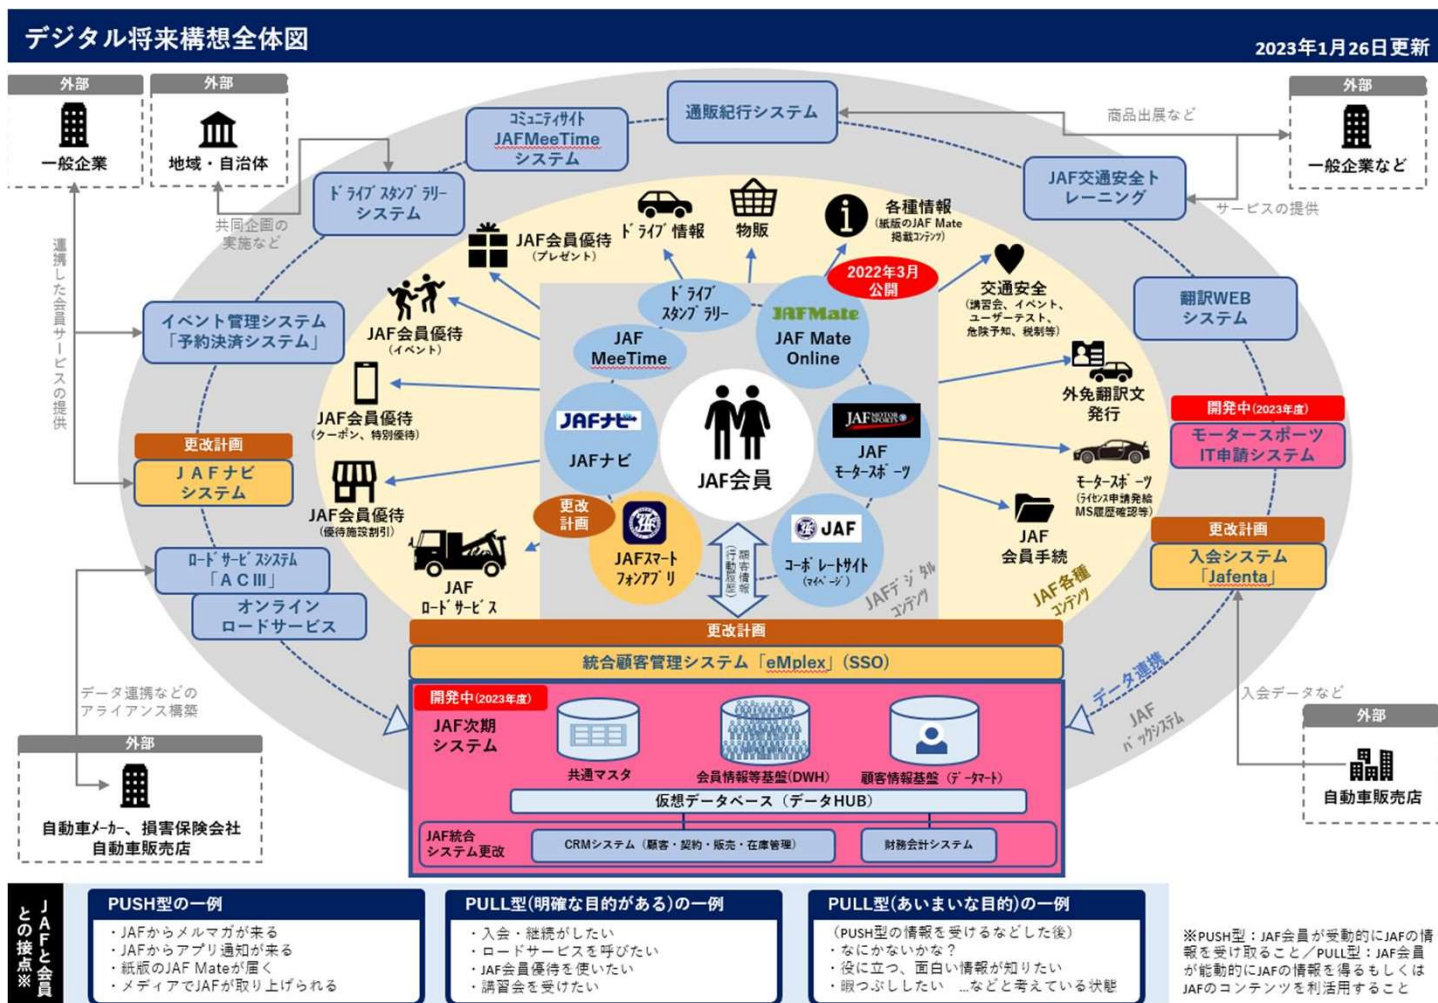 デジタル将来構想全体図
2023年1月26日更新
外部
一般企業
外部
地域・自治体
外部
一般企業など
商品出展など
サービスの提供
共同企画の
実施など
連携した会員サービスの提供
コミュニティサイト
JAFMeeTime
システム
通販紀行システム
ドライブスタンプラリー
システム
JAF交通安全ト
レーニング
イベント管理システム
「予約決済システム」
翻訳WEB
システム
更改計画
JAFナビ
システム
開発中(2023年度)
モータースポーツ
IT申請システム
ロードサービスシステム
「ACⅢ」
オンライン
ロードサービス
更改計画
入会システム
「Jafenta」
JAF会員優待
(プレゼント)
ドライブ情報
物販
各種情報
(紙版のJAF Mate
掲載コンテンツ)
2022年3月
公開
交通安全
(講習会、イベント、
ユーザーテスト、
危険予知、税制等)
JAF会員優待
(イベント)
JAF会員優待
(クーポン、特別優待)
JAF会員優待
(優待施設割引)
JAF
ロードサービス
外免翻訳文
発行
モータースポーツ
(ライセンス申請発給
MS履歴確認等)
JAF
会員手続
ドライブ
スタンプラリー
JAF
MeeTime
JAFMate
JAF Mate
Online
JAFナビ
JAFナビ
JAF MOTOR SPORTS
JAF
モータースポーツ
JAF会員
更改
計画
JAFスマート
フォンアプリ
JAF
コーポレートサイト
(マイページ)
顧客情報
(行動履歴)
JAFデジタル
コンテンツ
JAF各種
コンテンツ
JAF
バックシステム
データ連携
更改計画
統合顧客管理システム「eMplex」(SSO)
開発中(2023年度)
JAF次期
システム
共通マスタ
会員情報等基盤(DWH)
顧客情報基盤（データマート）
仮想データベース（データHUB）
JAF統合
システム更改
CRMシステム（顧客・契約・販売・在庫管理）
財務会計システム
データ連携などの
アライアンス構築
外部
自動車メーカー、損害保険会社
自動車販売店
入会データなど
外部
自動車販売店
JAFと会員
との接点※
PUSH型の一例
・JAFからメルマガが来る
・JAFからアプリ通知が来る
・紙版のJAF Mateが届く
・メディアでJAFが取り上げられる
PULL型(明確な目的がある)の一例
・入会・継続がしたい
・ロードサービスを呼びたい
・JAF会員優待を使いたい
・講習会を受けたい
PULL型(あいまいな目的)の一例
（PUSH型の情報を受けるなどした後）
・なにかないかな？
・役に立つ、面白い情報が知りたい
・暇つぶししたい　…などと考えている状態
※PUSH型：JAF会員が受動的にJAFの情
報を受け取ること／PULL型：JAF会員
が能動的にJAFの情報を得るもしくは
JAFのコンテンツを利活用すること